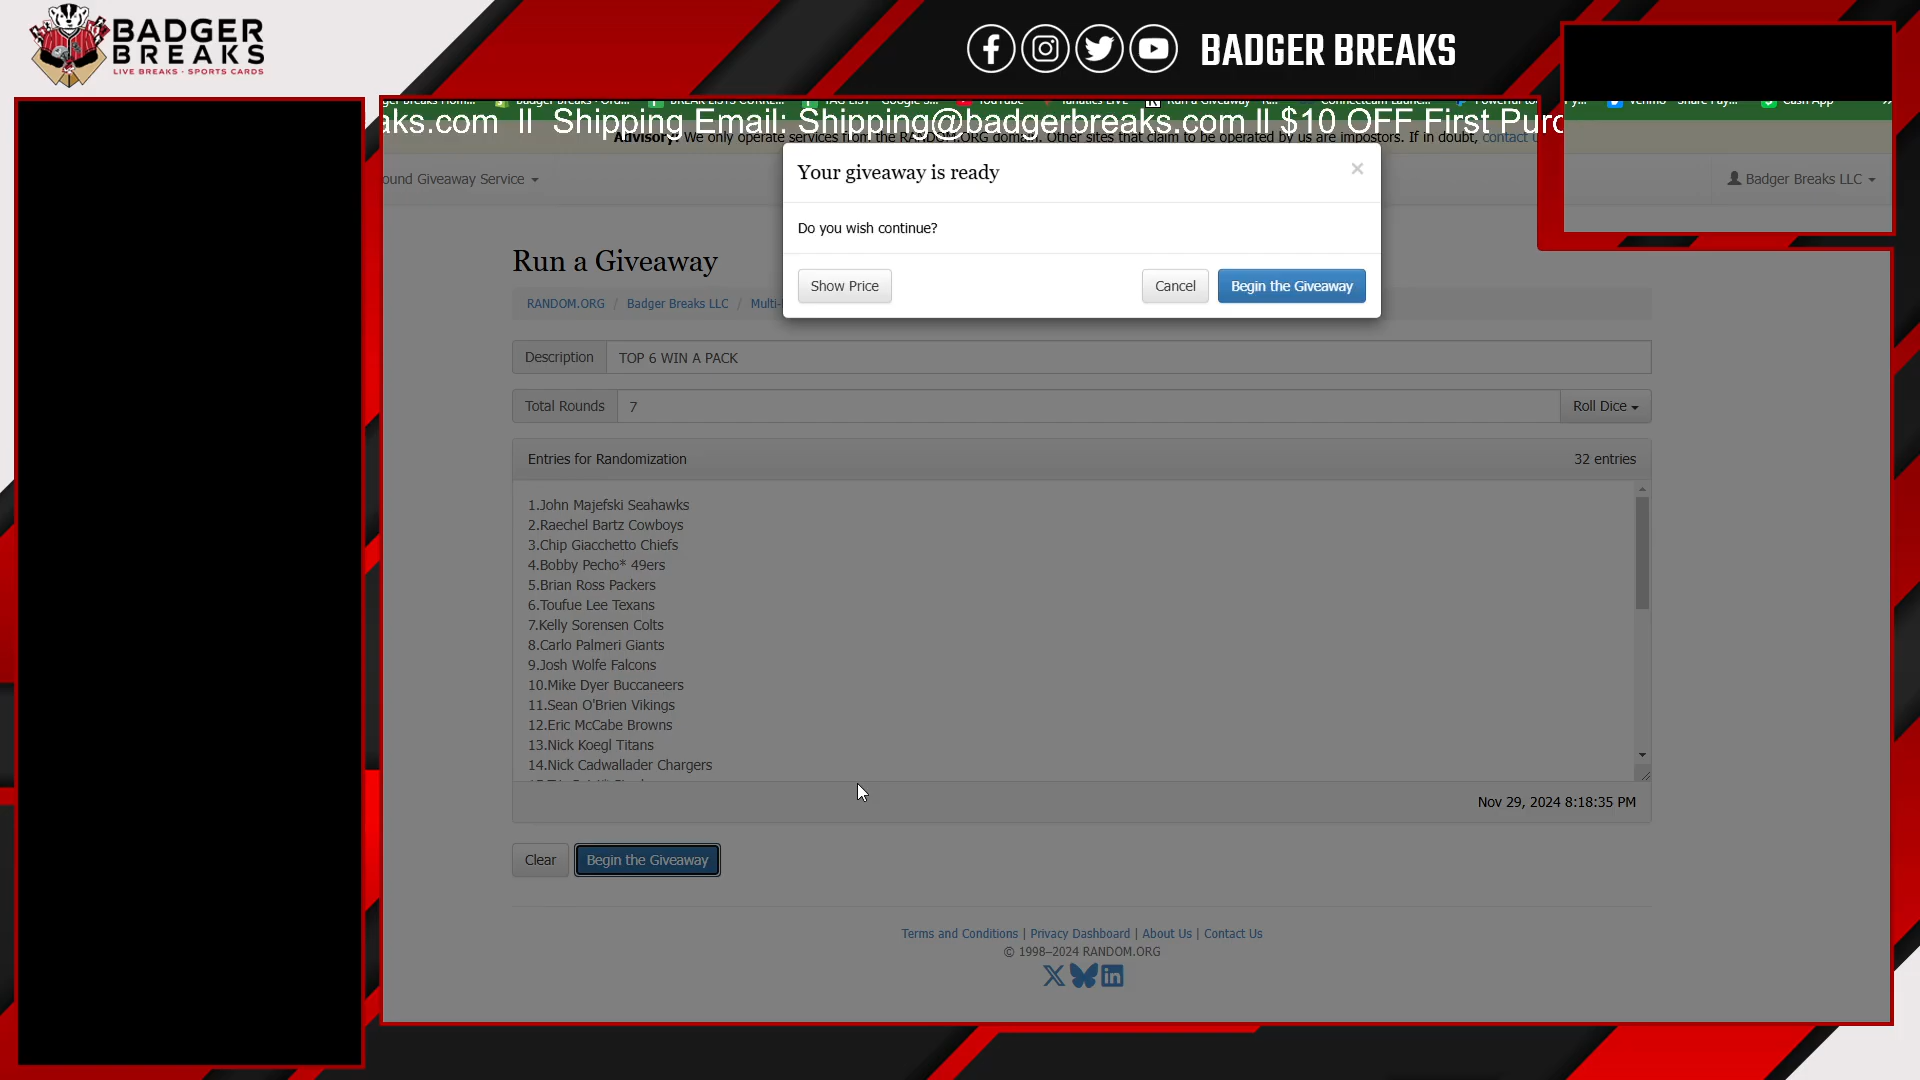 BADGER
BREAKS
LIVE BREAKS - SPORTS CARDS
BADGER BREAKS
aks.com II Shipping Email: Shipping@badgerbreaks.com II $10 OFF First Purc
Advisory: We only operate services from the RANDOM.ORG domain. Other sites that claim to be operated by us are impostors. If in doubt, contact
ound Giveaway Service
Badger Breaks LLC
Your giveaway is ready
×
Do you wish continue?
Show Price
Cancel
Begin the Giveaway
Run a Giveaway
RANDOM.ORG / Badger Breaks LLC / Multi-
Description
TOP 6 WIN A PACK
Total Rounds
7
Roll Dice
Entries for Randomization
32 entries
1.John Majefski Seahawks
2.Raechel Bartz Cowboys
3.Chip Giacchetto Chiefs
4.Bobby Pecho* 49ers
5.Brian Ross Packers
6.Toufue Lee Texans
7.Kelly Sorensen Colts
8.Carlo Palmeri Giants
9.Josh Wolfe Falcons
10.Mike Dyer Buccaneers
11.Sean O'Brien Vikings
12.Eric McCabe Browns
13.Nick Koegl Titans
14.Nick Cadwallader Chargers
Nov 29, 2024 8:18:35 PM
Clear
Begin the Giveaway
Terms and Conditions | Privacy Dashboard | About Us | Contact Us
© 1998–2024 RANDOM.ORG